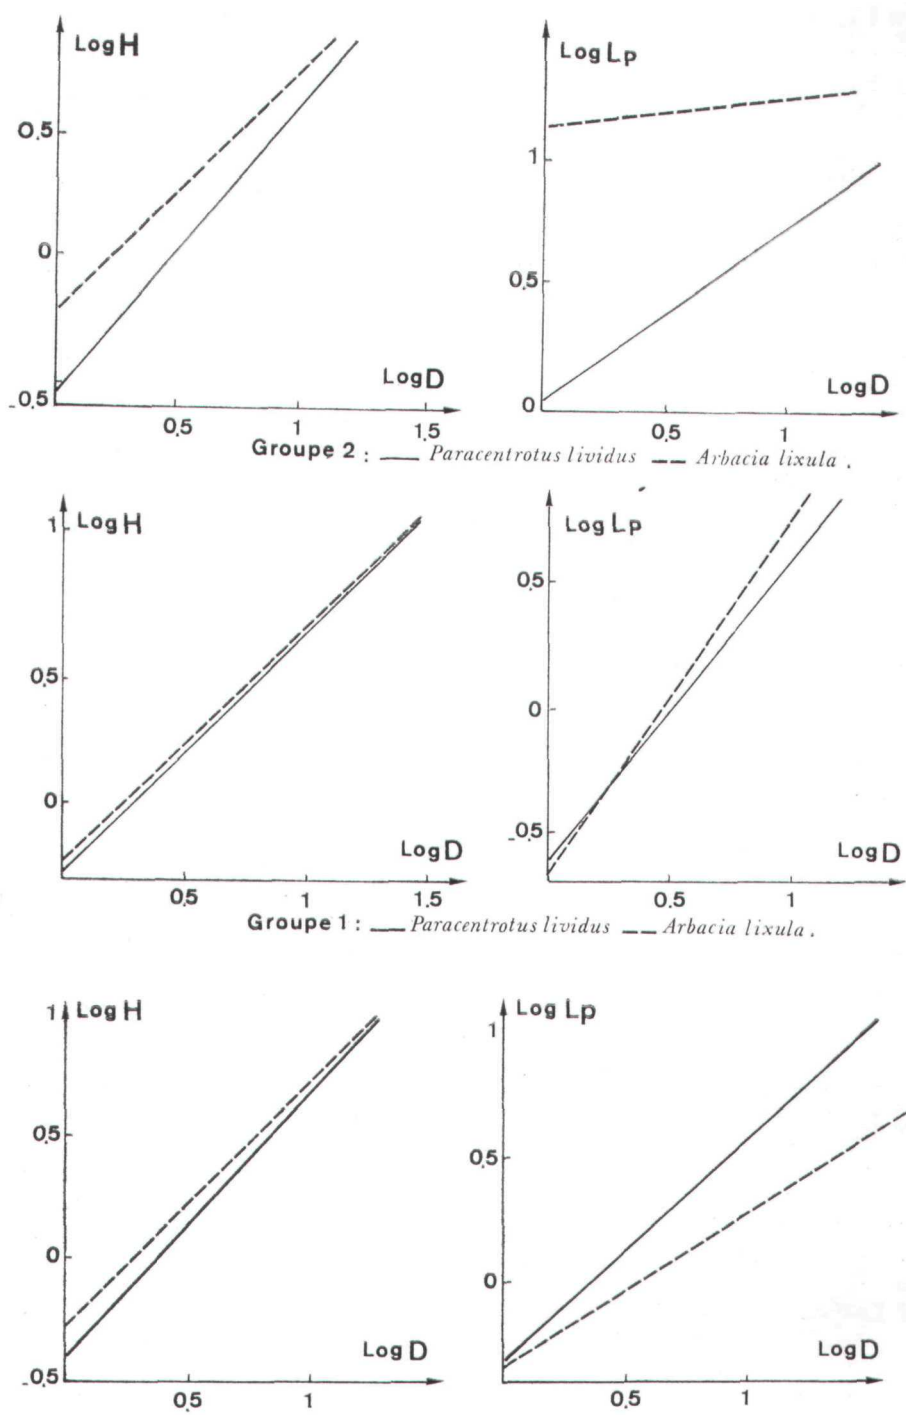 Log H
0.5
0
-0.5
Log D
0.5 1 1.5
Log Lp
1
0.5
0
Log D
0.5 1
Groupe 2 : Paracentrotus lividus Arbacia lixula .
Log H
1
0.5
0
Log D
0.5 1 1.5
Log Lp
0.5
0
-0.5
Log D
0.5 1
Groupe 1 : Paracentrotus lividus Arbacia lixula .
Log H
1
0.5
0
-0.5
Log D
0.5 1
Log Lp
1
0.5
0
Log D
0.5 1